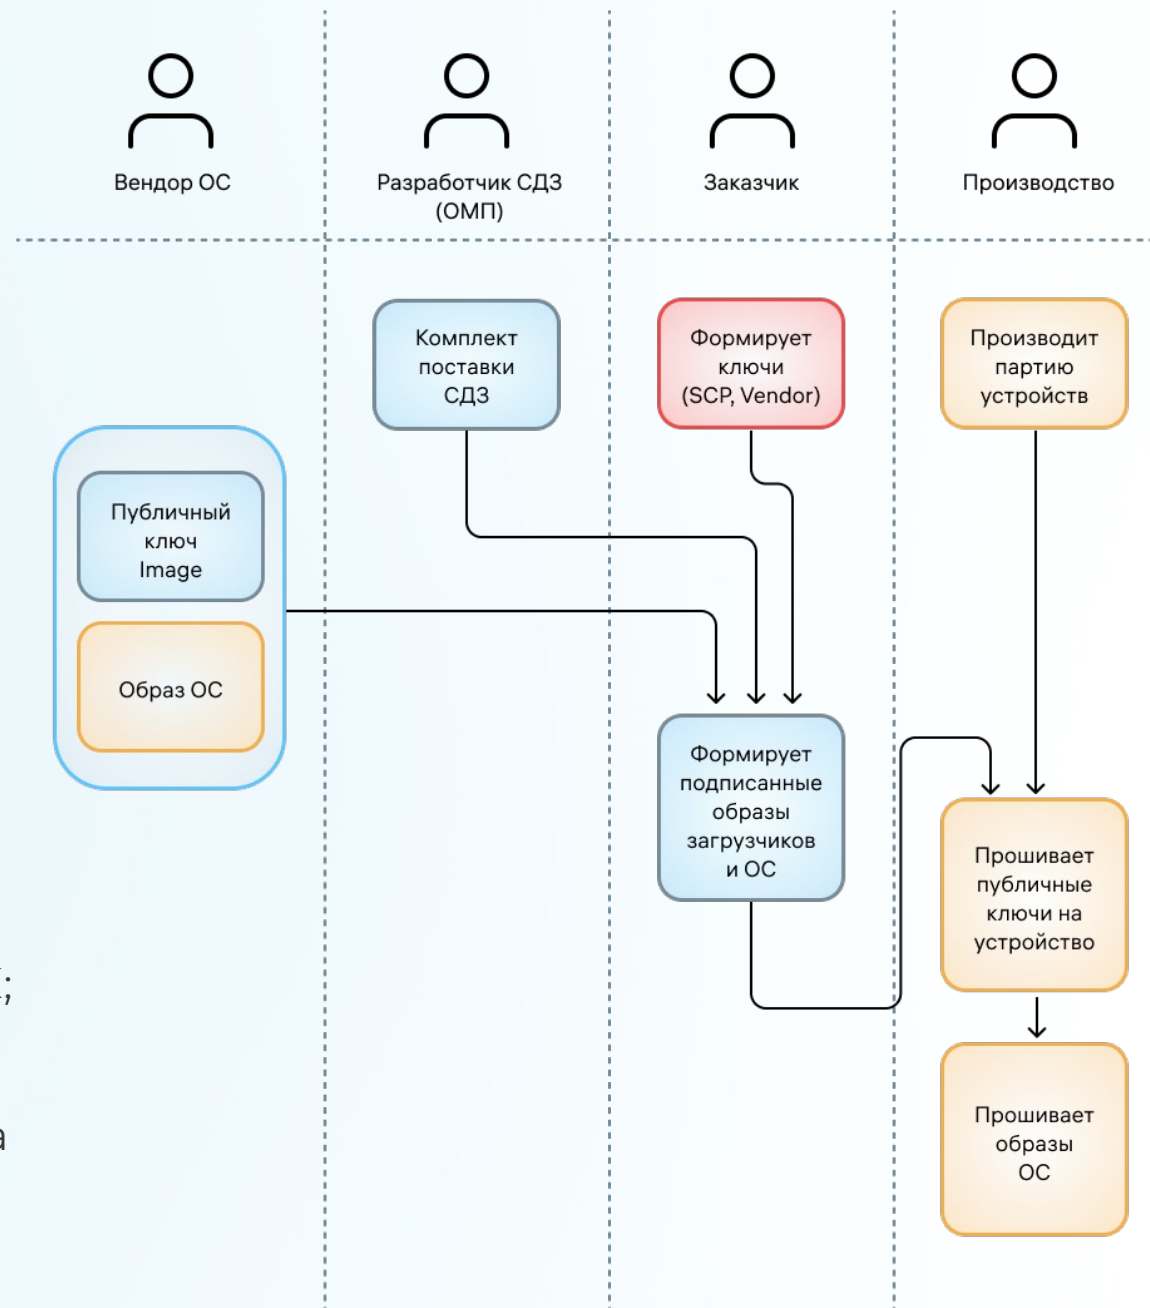 Вендор ОС
Разработчик СДЗ
(ОМП)
Заказчик
Производство
Комплект
поставки
СДЗ
Формирует
ключи
(SCP, Vendor)
Производит
партию
устройств
Публичный
ключ
Image
Образ ОС
Формирует
подписанные
образы
загрузчиков
и ОС
Прошивает
публичные
ключи на
устройство
Прошивает
образы
ОС
а